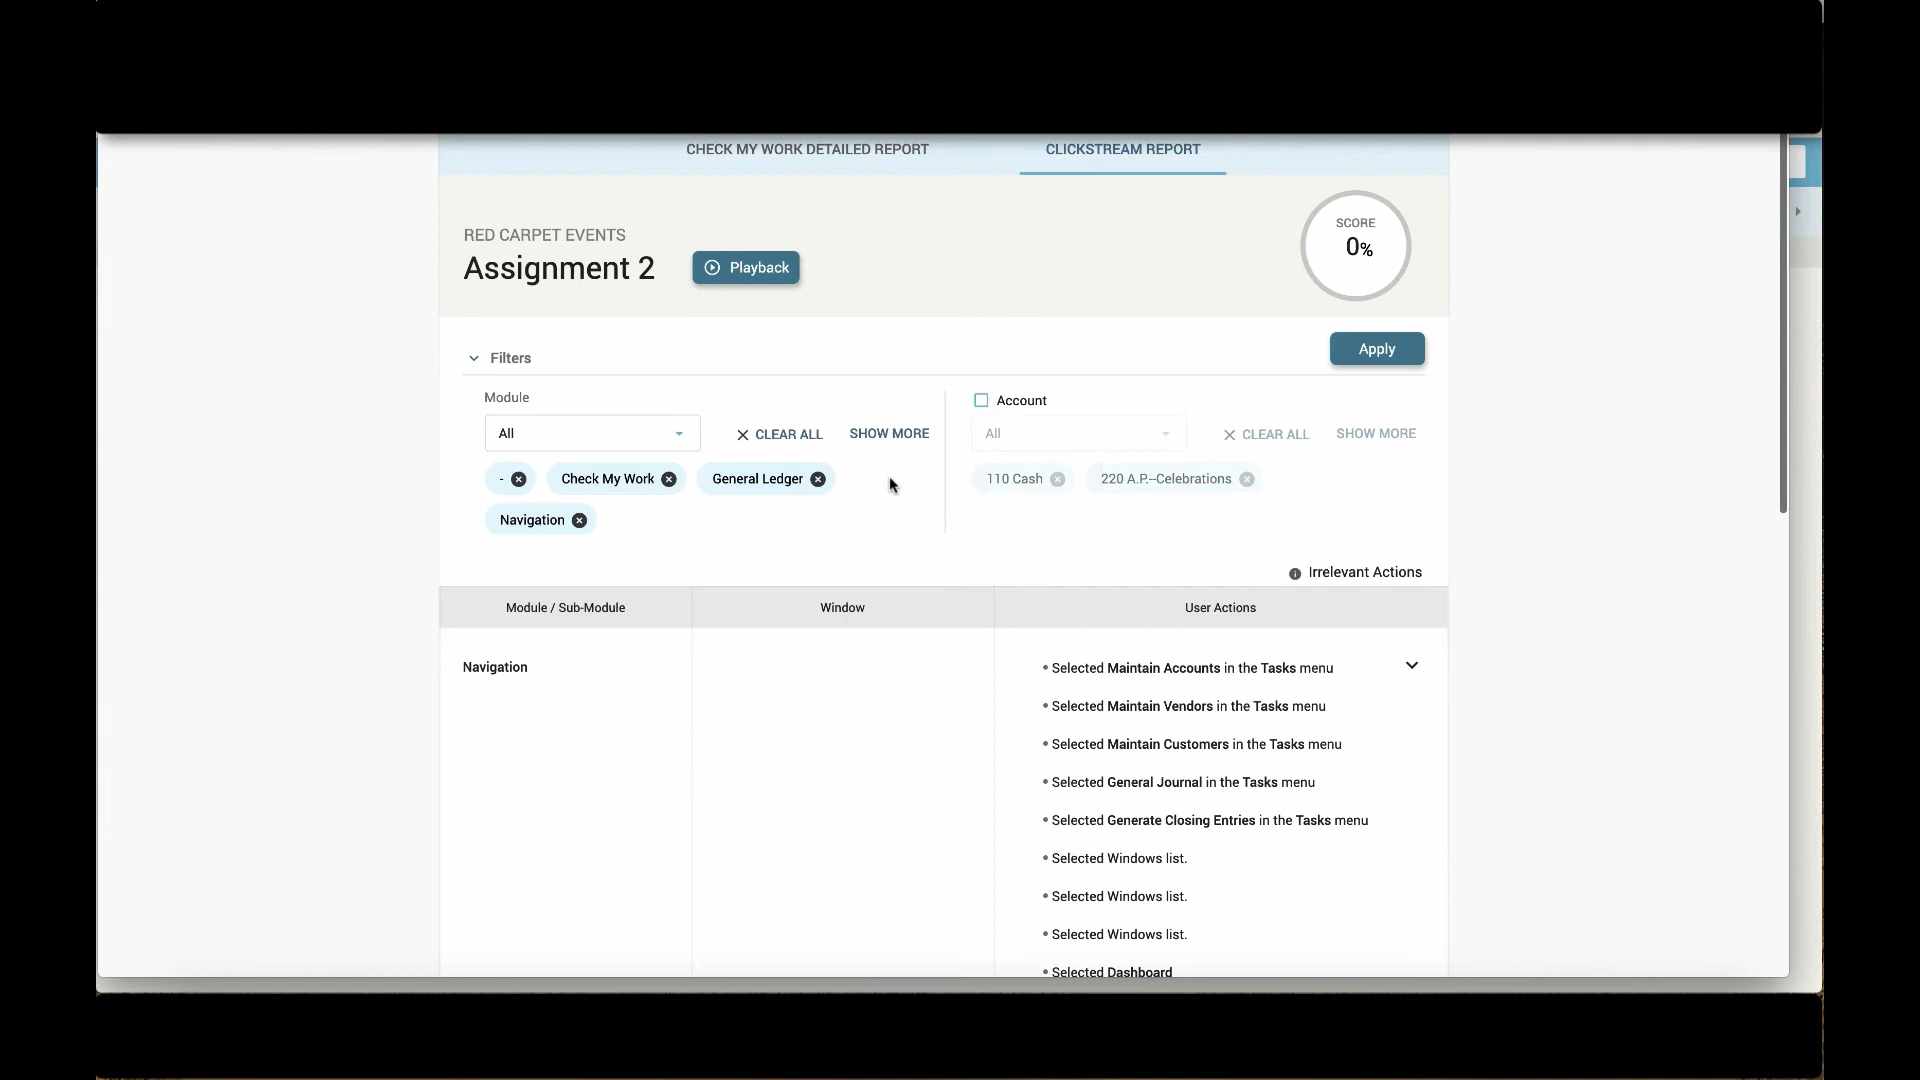 CHECK MY WORK DETAILED REPORT
CLICKSTREAM REPORT
RED CARPET EVENTS
Assignment 2
Playback
SCORE
0%
Filters
Apply
Module
Account
All
CLEAR ALL
SHOW MORE
All
CLEAR ALL
SHOW MORE
-
Check My Work
General Ledger
110 Cash
220 A.P.--Celebrations
Navigation
Irrelevant Actions
Module / Sub-Module
Window
User Actions
Navigation
• Selected Maintain Accounts in the Tasks menu
• Selected Maintain Vendors in the Tasks menu
• Selected Maintain Customers in the Tasks menu
• Selected General Journal in the Tasks menu
• Selected Generate Closing Entries in the Tasks menu
• Selected Windows list.
• Selected Windows list.
• Selected Windows list.
• Selected Dashboard